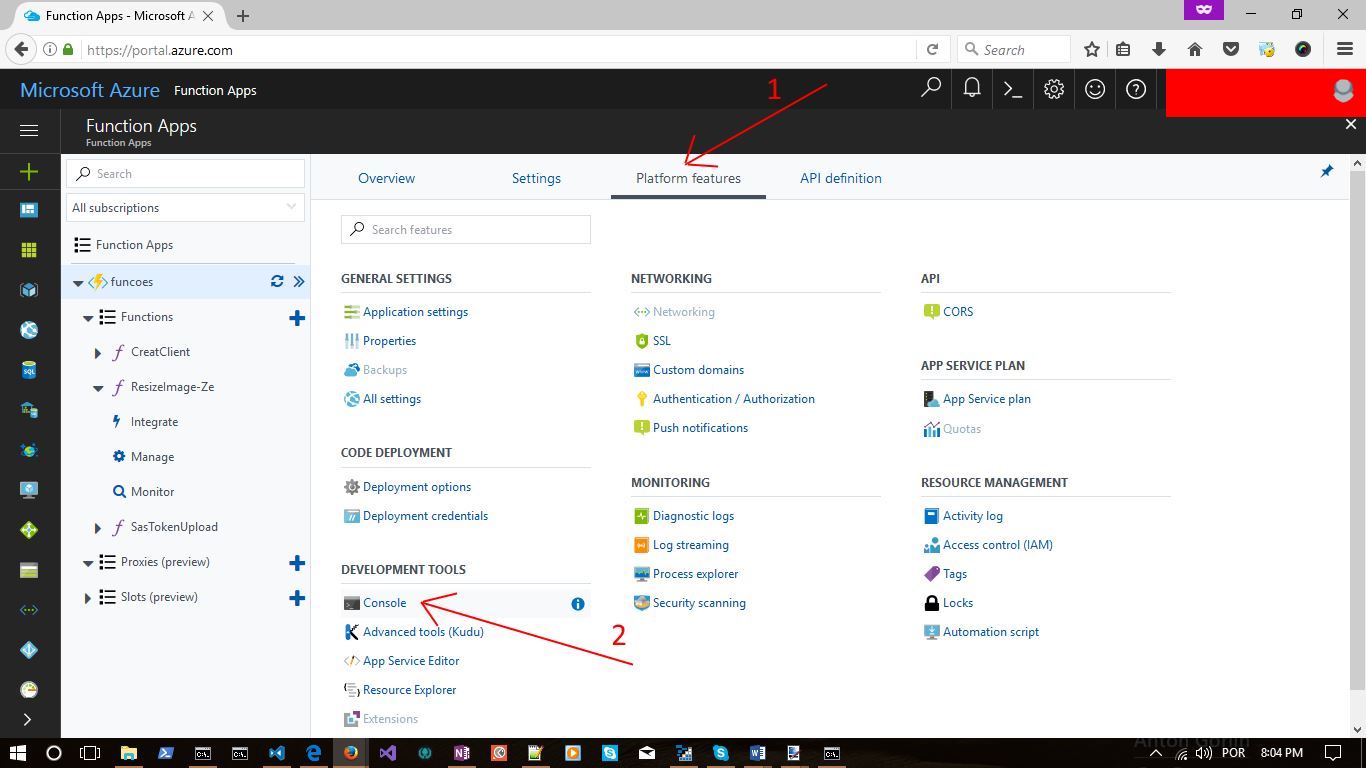 Function Apps - Microsoft A
https://portal.azure.com
Search
Microsoft Azure Function Apps
1
Function Apps
Function Apps
Search
All subscriptions
Function Apps
funcoes
Functions
CreatClient
ResizeImage-Ze
Integrate
Manage
Monitor
SasTokenUpload
Proxies (preview)
Slots (preview)
Overview Settings Platform features API definition
Search features
GENERAL SETTINGS
Application settings
Properties
Backups
All settings
CODE DEPLOYMENT
Deployment options
Deployment credentials
DEVELOPMENT TOOLS
Console
2
Advanced tools (Kudu)
App Service Editor
Resource Explorer
Extensions
NETWORKING
Networking
SSL
Custom domains
Authentication / Authorization
Push notifications
MONITORING
Diagnostic logs
Log streaming
Process explorer
Security scanning
API
CORS
APP SERVICE PLAN
App Service plan
Quotas
RESOURCE MANAGEMENT
Activity log
Access control (IAM)
Tags
Locks
Automation script
POR 8:04 PM